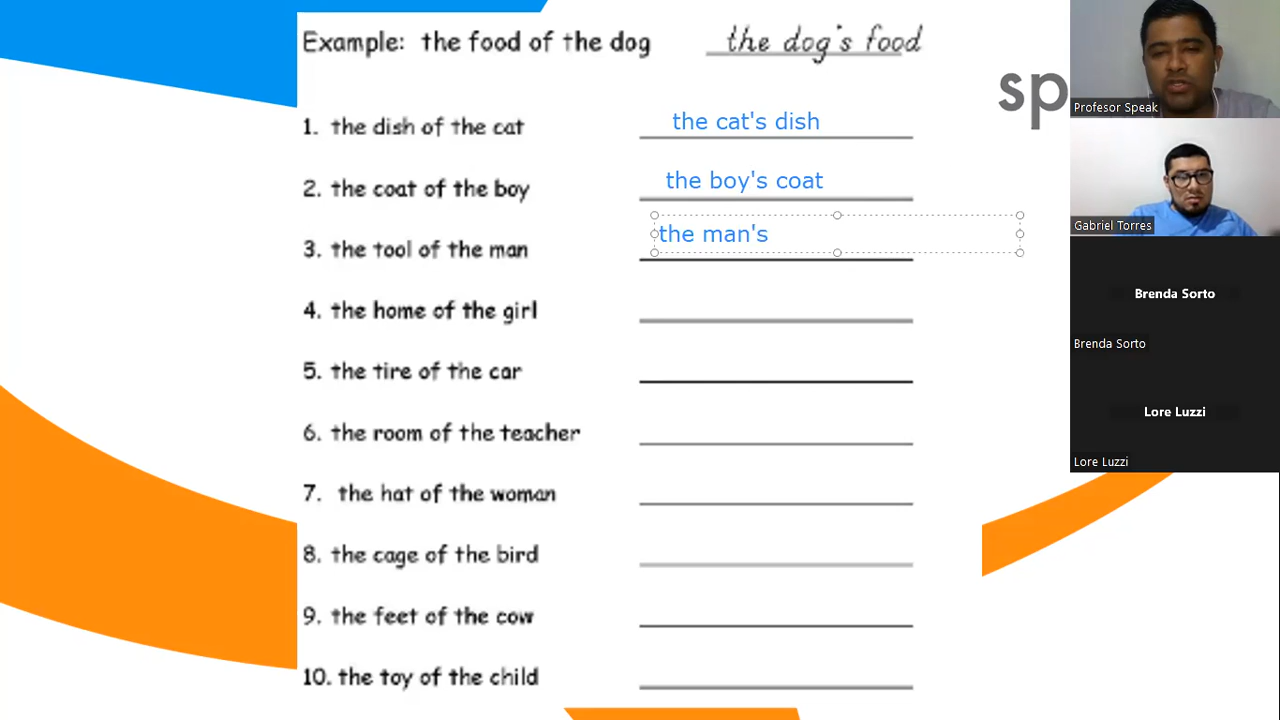 Example: the food of the dog the dog's food
1. the dish of the cat the cat's dish
2. the coat of the boy the boy's coat
3. the tool of the man the man's
4. the home of the girl
5. the tire of the car
6. the room of the teacher
7. the hat of the woman
8. the cage of the bird
9. the feet of the cow
10. the toy of the child
sp
Profesor Speak
Gabriel Torres
Brenda Sorto
Brenda Sorto
Lore Luzzi
Lore Luzzi